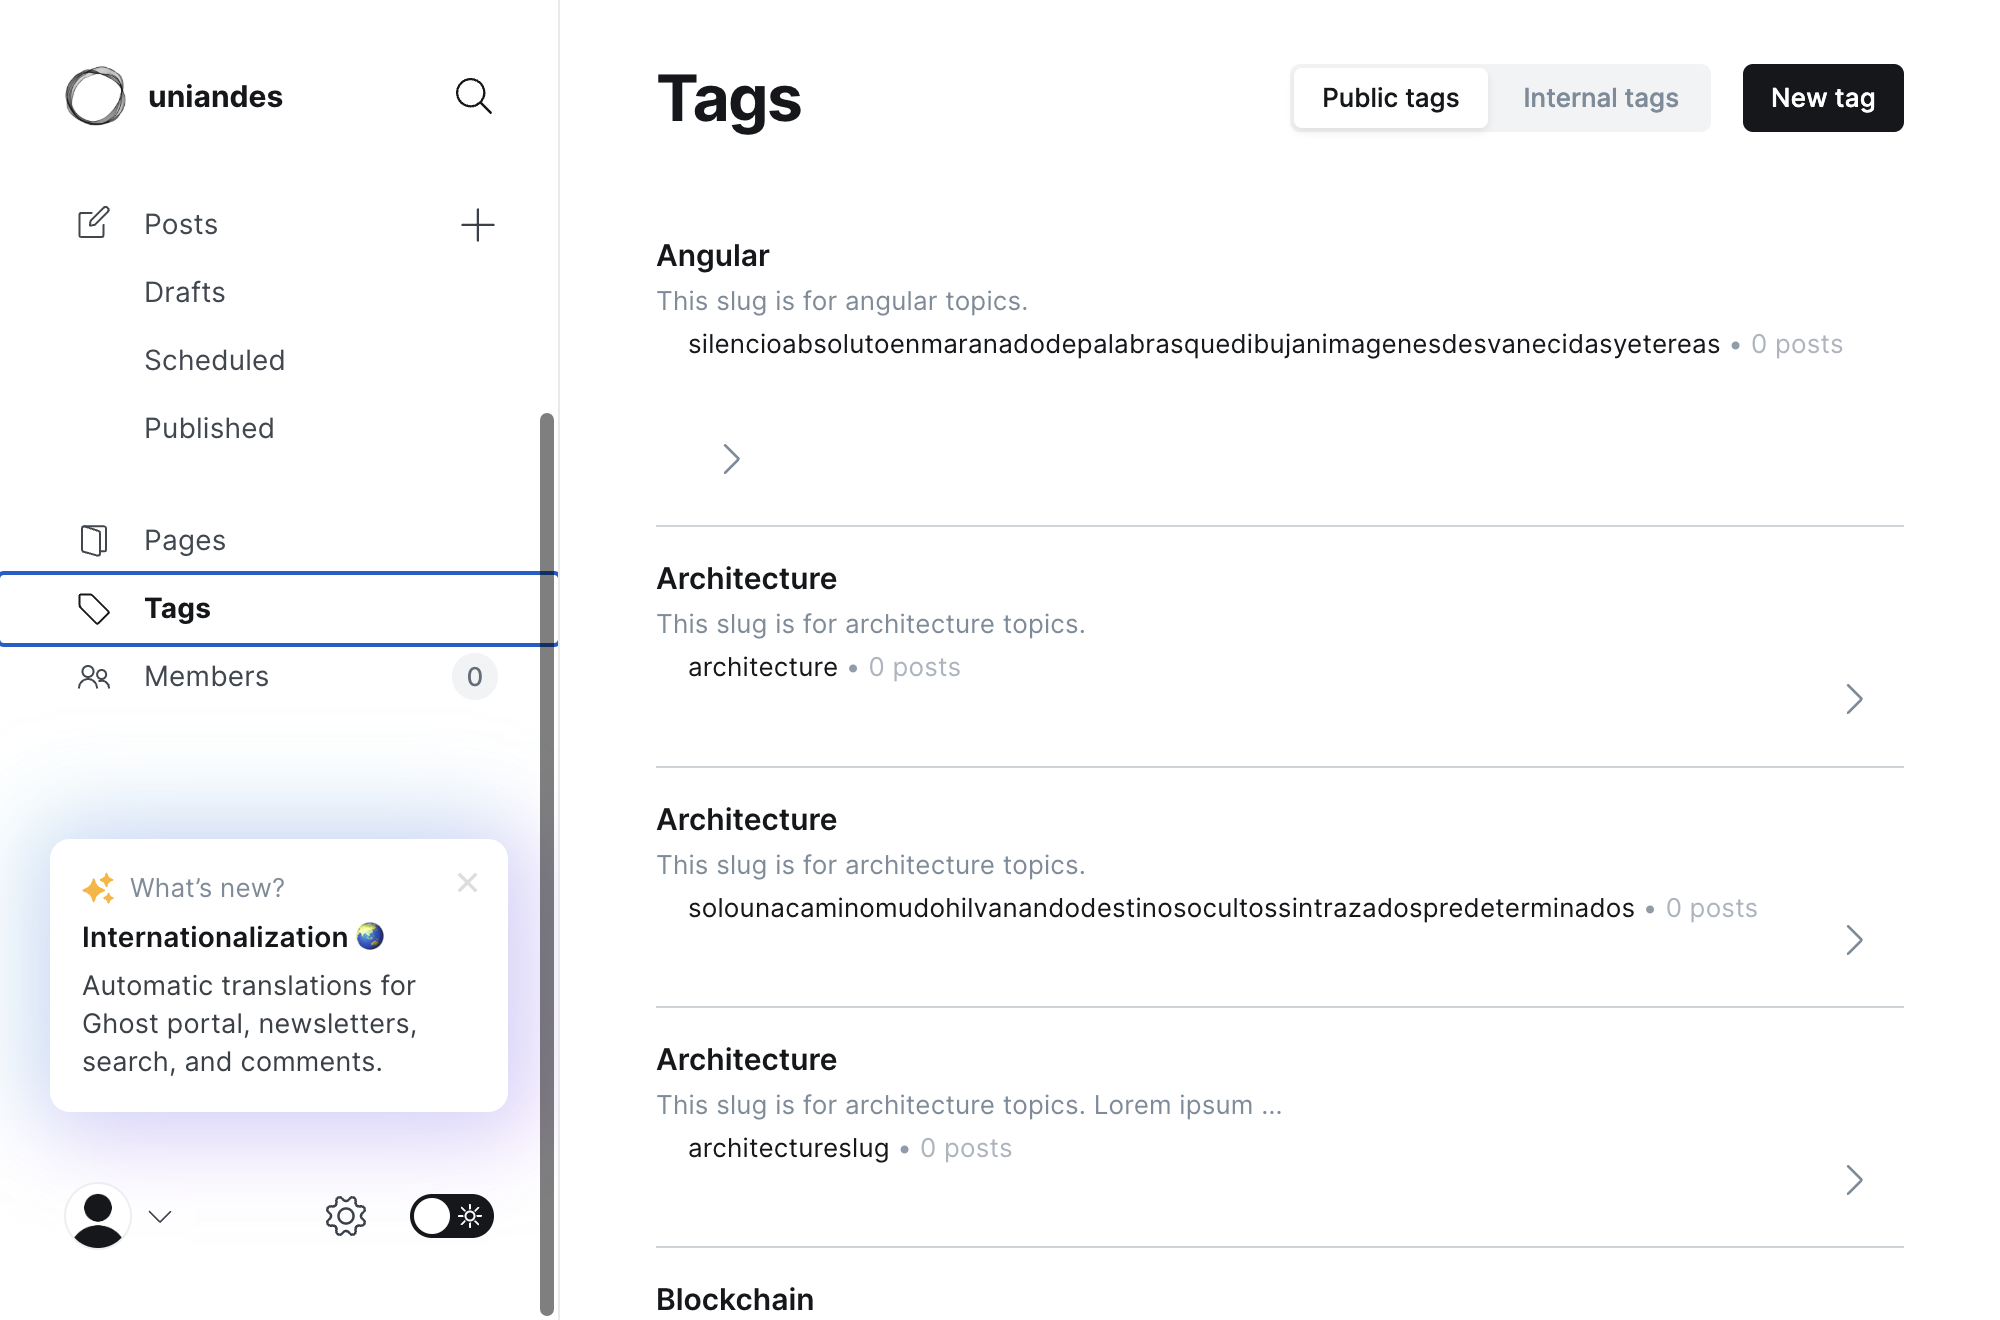 uniandes
Posts
Drafts
Scheduled
Published
Pages
Tags
Members 0
What’s new?
Internationalization
Automatic translations for
Ghost portal, newsletters,
search, and comments.
Tags
Public tags
Internal tags
New tag
Angular
This slug is for angular topics.
silencioabsolutoenmaranadodepalabrasquedibujanimagenesdesvanecidasyetereas • 0 posts
Architecture
This slug is for architecture topics.
architecture • 0 posts
Architecture
This slug is for architecture topics.
solounacaminomudohilvanandodestinosocultossintrazadospredeterminados • 0 posts
Architecture
This slug is for architecture topics. Lorem ipsum ...
architectureslug • 0 posts
Blockchain